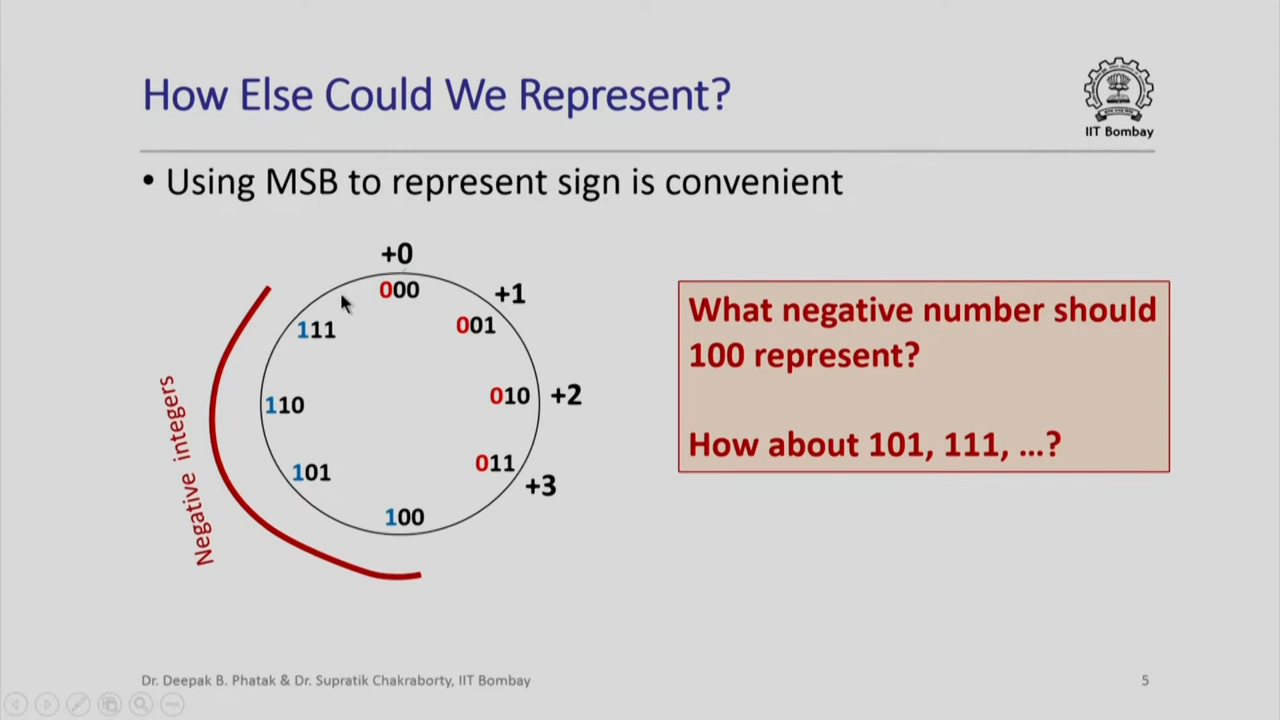 How Else Could We Represent?
IIT Bombay
• Using MSB to represent sign is convenient
+0
000
+1
001
111
010
+2
110
011
+3
101
100
Negative integers
What negative number should
100 represent?
How about 101, 111, ...?
Dr. Deepak B. Phatak & Dr. Supratik Chakraborty, IIT Bombay
5